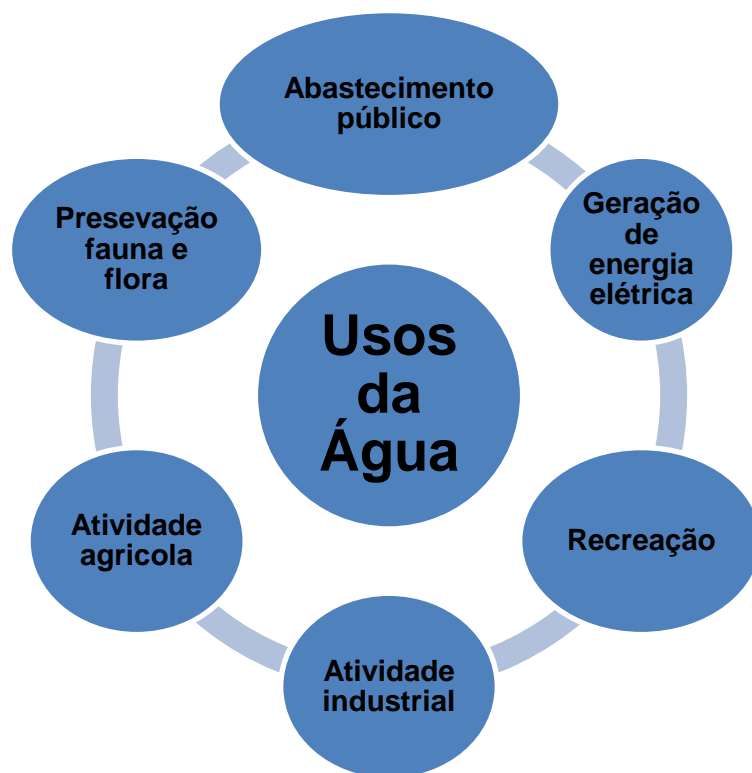 Abastecimento
público
Geração
de
energia
elétrica
Recreação
Atividade
industrial
Atividade
agricola
Presevação
fauna e
flora
Usos
da
Água